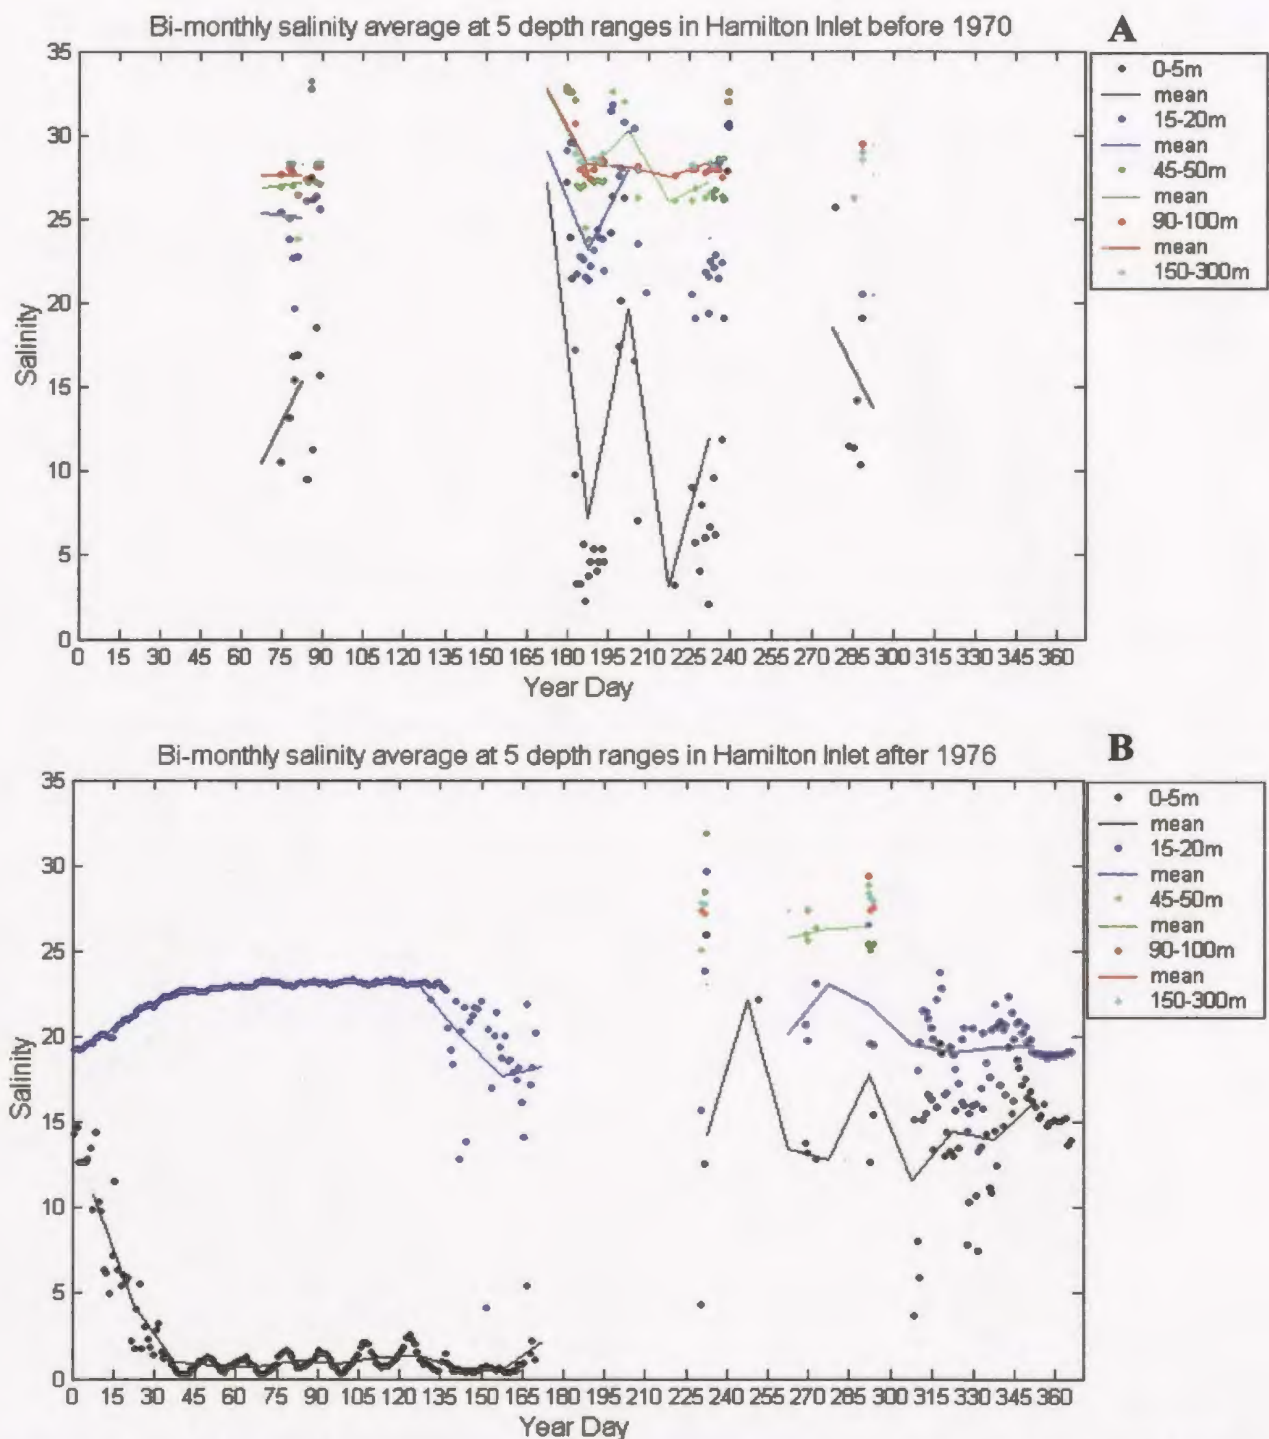 Bi-monthly salinity average at 5 depth ranges in Hamilton Inlet before 1970
A
35
30
25
20
15
10
5
0
Salinity
0 15 30 45 60 75 90 105 120 135 150 165 180 195 210 225 240 255 270 285 300 315 330 345 360
Year Day
0-5m
mean
15-20m
mean
45-50m
mean
90-100m
mean
150-300m
Bi-monthly salinity average at 5 depth ranges in Hamilton Inlet after 1976
B
35
30
25
20
15
10
5
0
Salinity
0 15 30 45 60 75 90 105 120 135 150 165 180 195 210 225 240 255 270 285 300 315 330 345 360
Year Day
0-5m
mean
15-20m
mean
45-50m
mean
90-100m
mean
150-300m